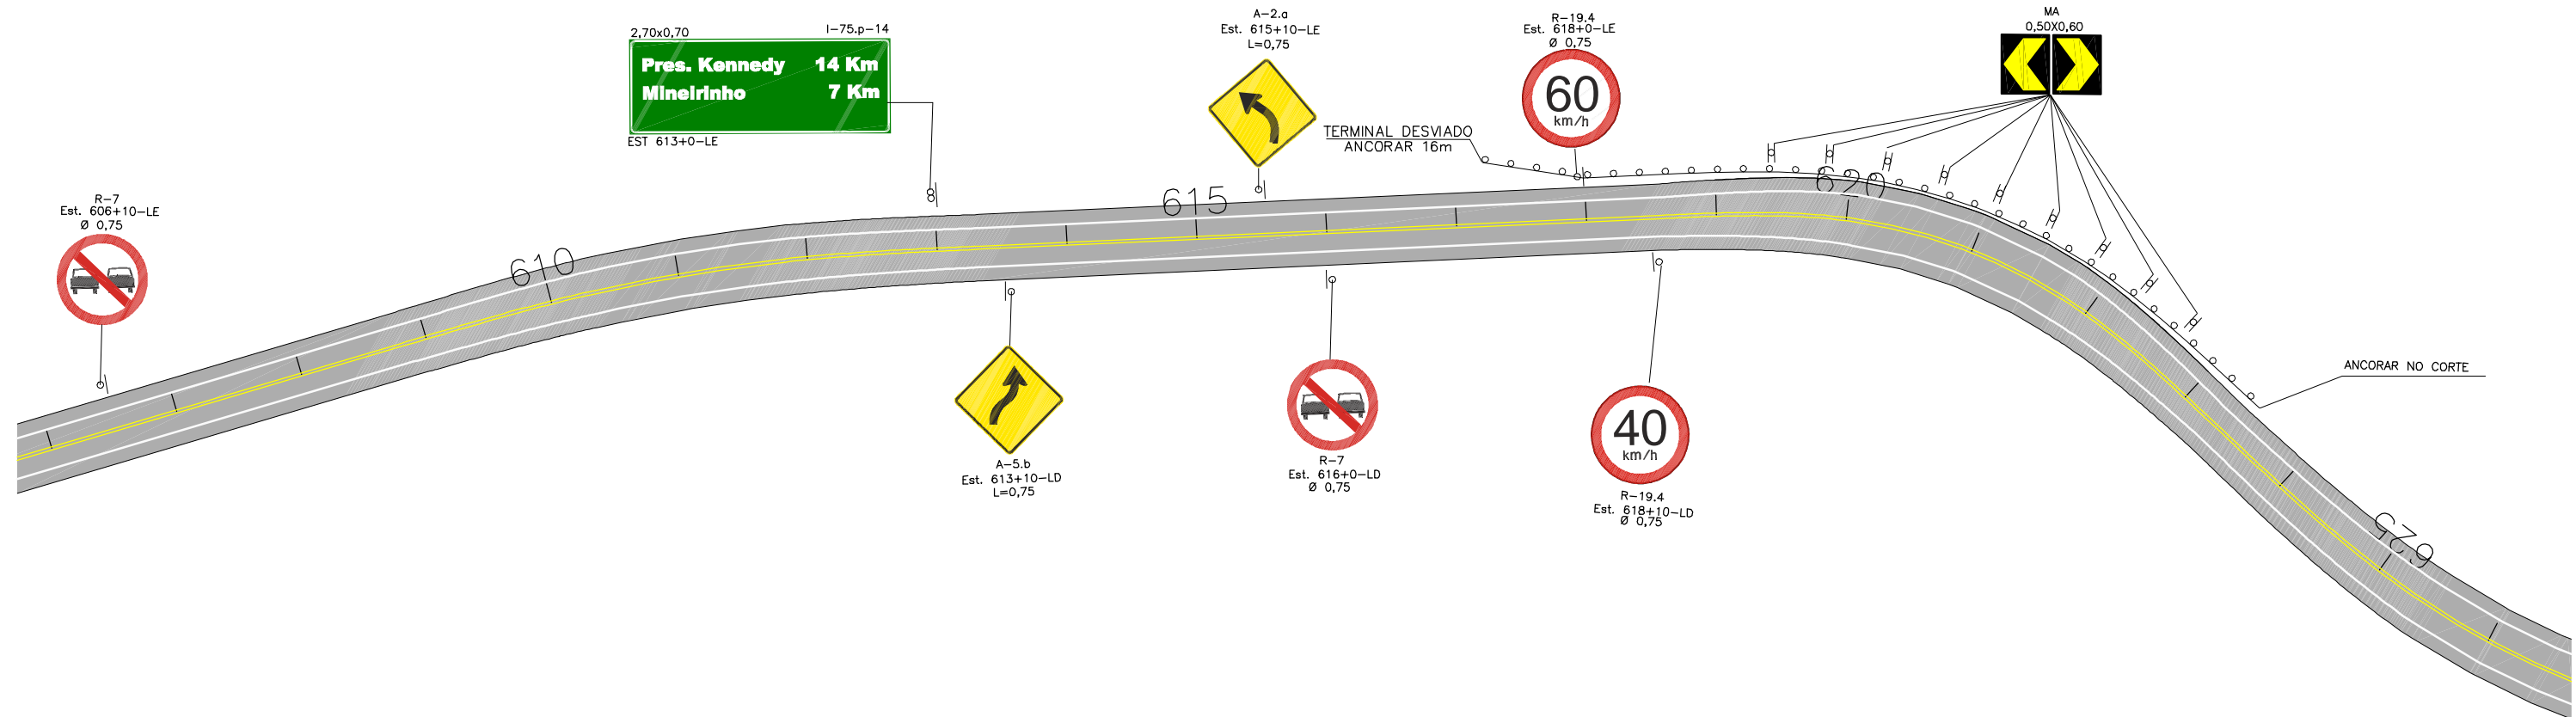 R-7
Est. 606+10-LE
Ø 0,75
610
2,70x0,70
I-75.p-14
Pres. Kennedy 14 Km
Mineirinho 7 Km
EST 613+0-LE
A-5.b
Est. 613+10-LD
L=0,75
615
A-2.a
Est. 615+10-LE
L=0,75
R-7
Est. 616+0-LD
Ø 0,75
TERMINAL DESVIADO
ANCORAR 16m
R-19.4
Est. 618+0-LE
Ø 0,75
60
km/h
40
km/h
R-19.4
Est. 618+10-LD
Ø 0,75
620
MA
0,50X0,60
ANCORAR NO CORTE
625